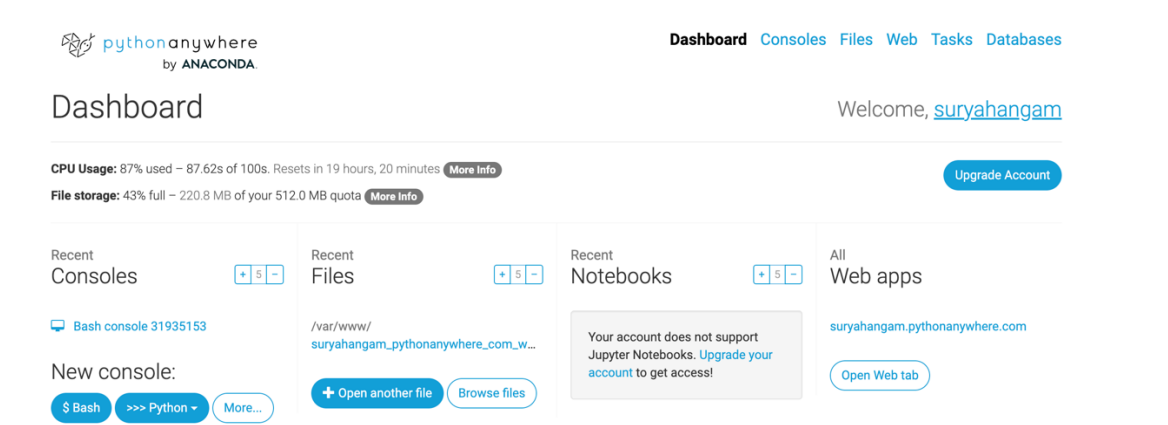 pythonanywhere
by ANACONDA.
Dashboard Consoles Files Web Tasks Databases
Dashboard
Welcome, suryahangam
CPU Usage: 87% used – 87.62s of 100s. Resets in 19 hours, 20 minutes More Info
File storage: 43% full – 220.8 MB of your 512.0 MB quota More Info
Upgrade Account
Recent
Consoles
+ 5 −
Bash console 31935153
New console:
$ Bash >>> Python More...
Recent
Files
+ 5 −
/var/www/
suryahangam_pythonanywhere_com_w...
+ Open another file Browse files
Recent
Notebooks
+ 5 −
Your account does not support
Jupyter Notebooks. Upgrade your
account to get access!
All
Web apps
suryahangam.pythonanywhere.com
Open Web tab